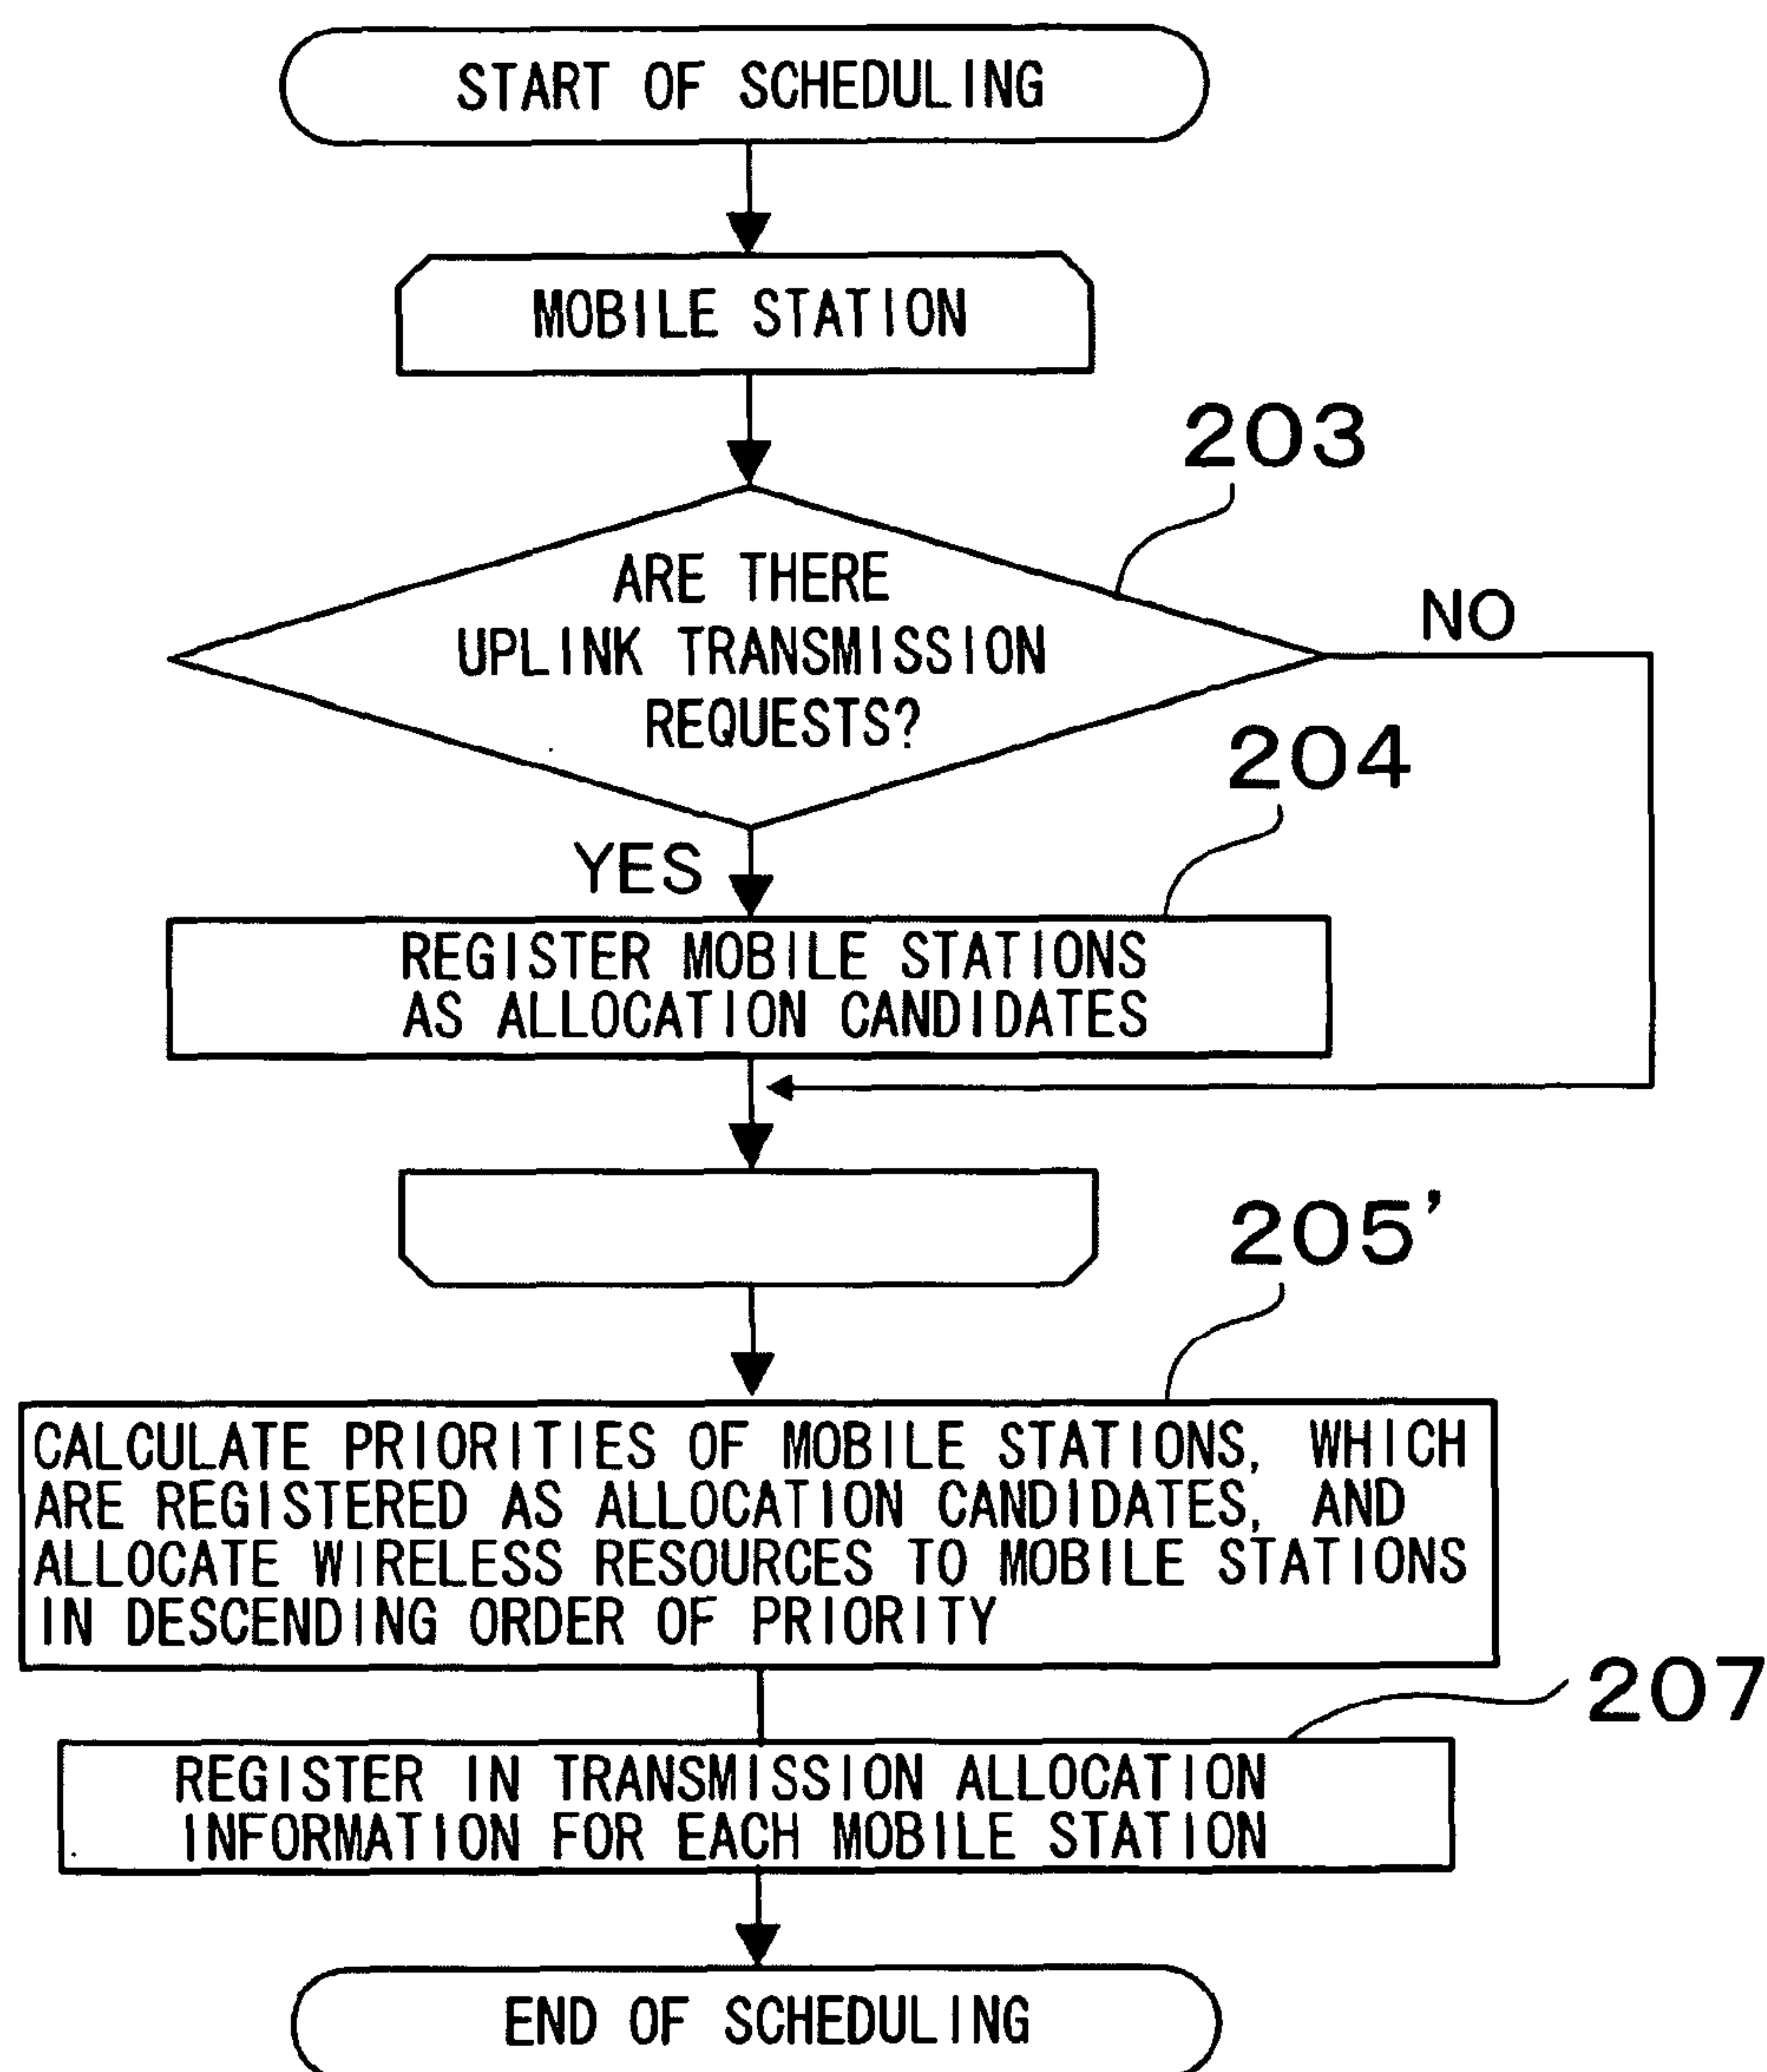 START OF SCHEDULING
MOBILE STATION
203
ARE THERE
UPLINK TRANSMISSION
REQUESTS?
NO
204
YES
REGISTER MOBILE STATIONS
AS ALLOCATION CANDIDATES
205'
CALCULATE PRIORITIES OF MOBILE STATIONS, WHICH
ARE REGISTERED AS ALLOCATION CANDIDATES, AND
ALLOCATE WIRELESS RESOURCES TO MOBILE STATIONS
IN DESCENDING ORDER OF PRIORITY
207
REGISTER IN TRANSMISSION ALLOCATION
INFORMATION FOR EACH MOBILE STATION
END OF SCHEDULING